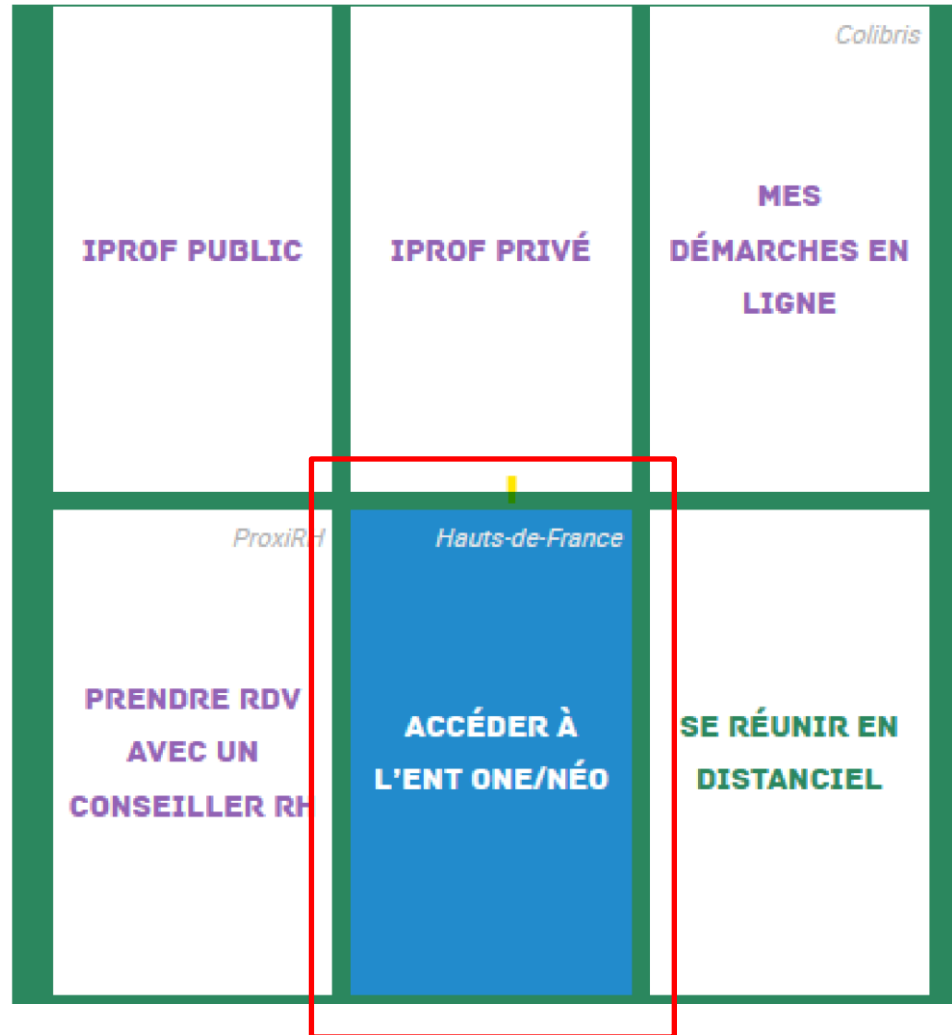 Colibris
IPROF PUBLIC
IPROF PRIVÉ
MES
DÉMARCHES EN
LIGNE
ProxiRH
PRENDRE RDV
AVEC UN
CONSEILLER RH
Hauts-de-France
ACCÉDER À
L'ENT ONE/NÉO
SE RÉUNIR EN
DISTANCIEL